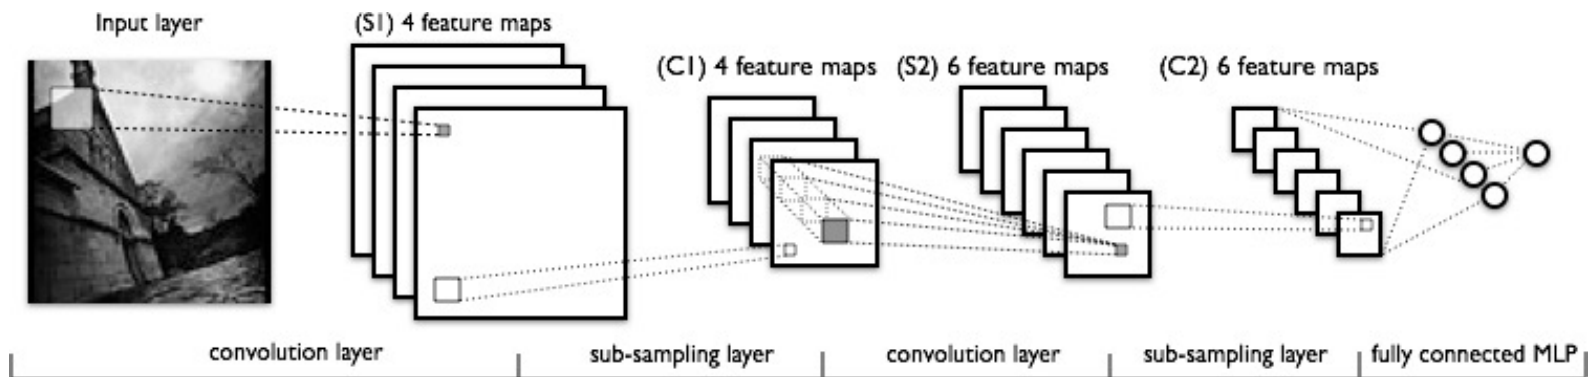 Input layer
(S1) 4 feature maps
(C1) 4 feature maps
(S2) 6 feature maps
(C2) 6 feature maps
convolution layer
sub-sampling layer
convolution layer
sub-sampling layer
fully connected MLP